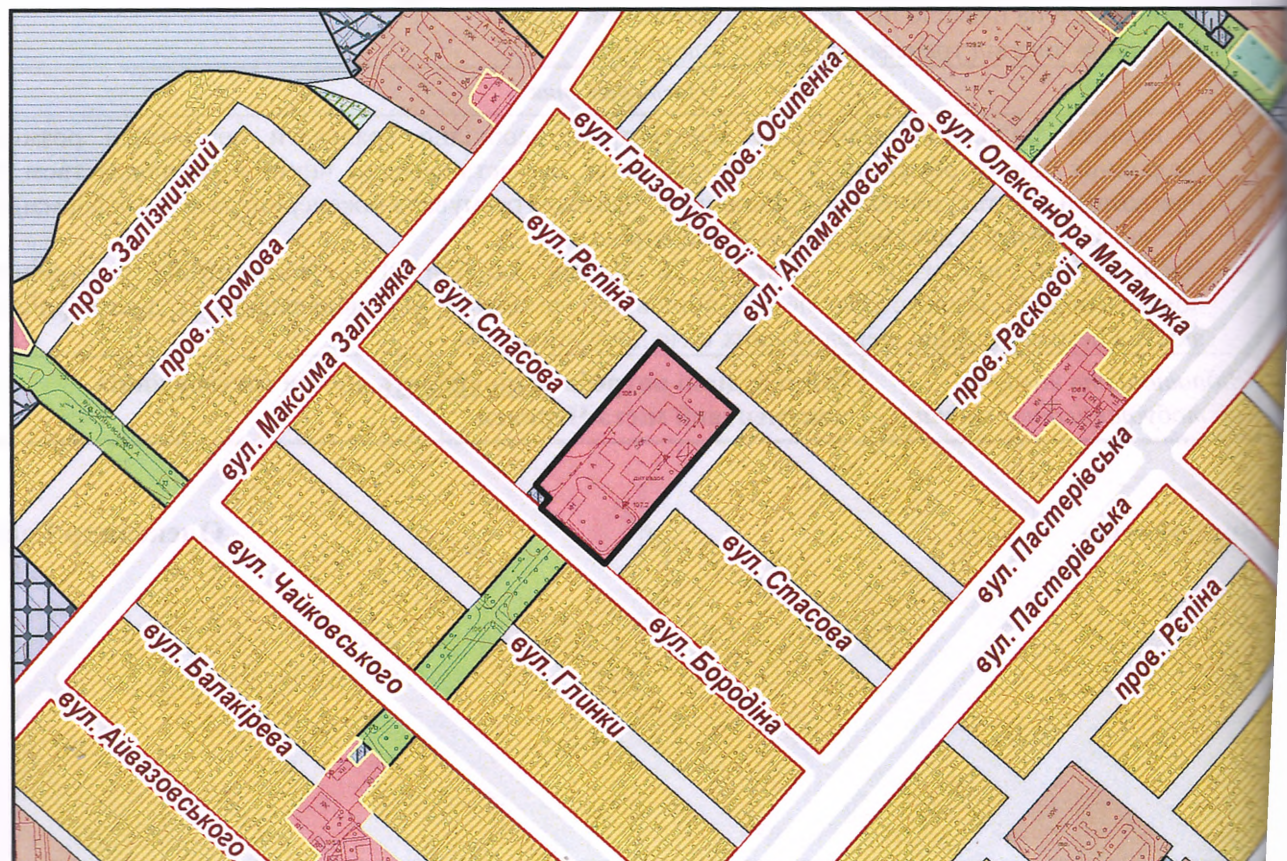 пров. Осипенка
вул. Олександра Маламужа
вул. Гризодубової
вул. Атамановського
пров. Залізничний
пров. Громова
вул. Рєпіна
вул. Стасова
вул. Максима Залізняка
пров. Раскової
вул. Пастерівська
вул. Пастерівська
вул. Чайковського
вул. Стасова
вул. Бородіна
вул. Глинки
пров. Рєпіна
вул. Балакірева
вул. Айвазовського